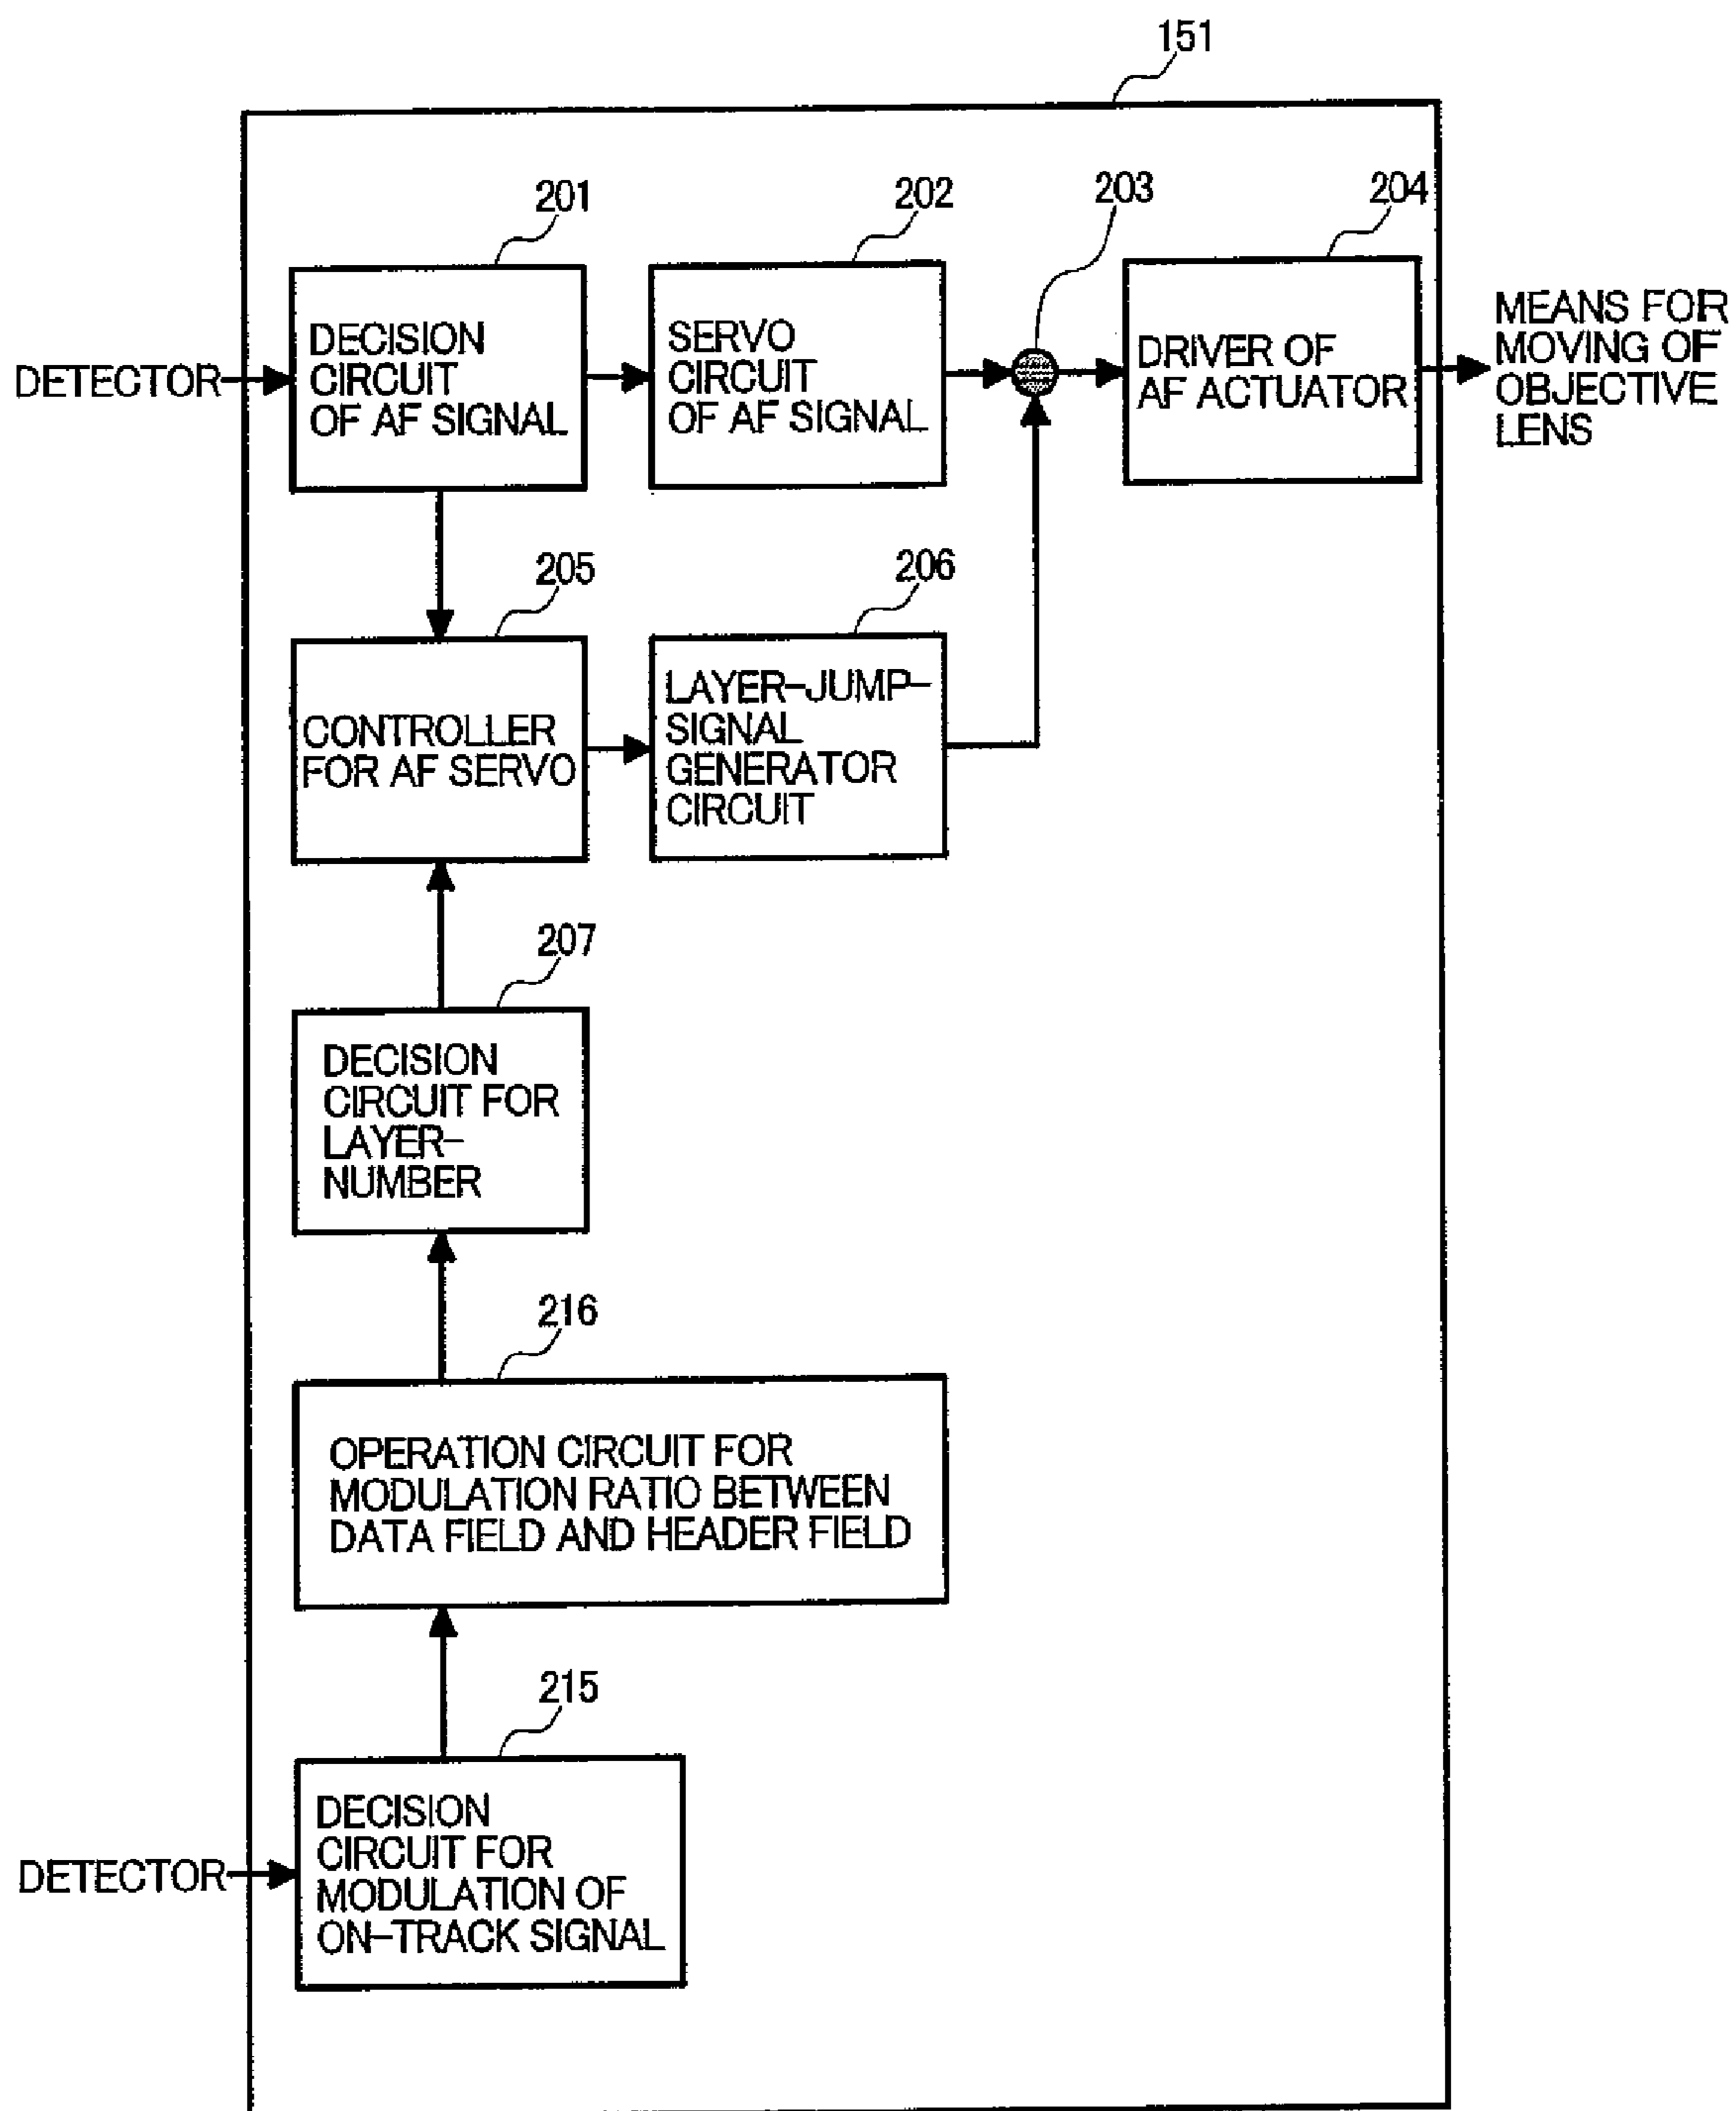 151
201
202
203
204
DETECTOR
DECISION
CIRCUIT
OF AF SIGNAL
SERVO
CIRCUIT
OF AF SIGNAL
DRIVER OF
AF ACTUATOR
MEANS FOR
MOVING OF
OBJECTIVE
LENS
205
206
CONTROLLER
FOR AF SERVO
LAYER-JUMP-
SIGNAL
GENERATOR
CIRCUIT
207
DECISION
CIRCUIT FOR
LAYER-
NUMBER
216
OPERATION CIRCUIT FOR
MODULATION RATIO BETWEEN
DATA FIELD AND HEADER FIELD
215
DETECTOR
DECISION
CIRCUIT FOR
MODULATION OF
ON-TRACK SIGNAL